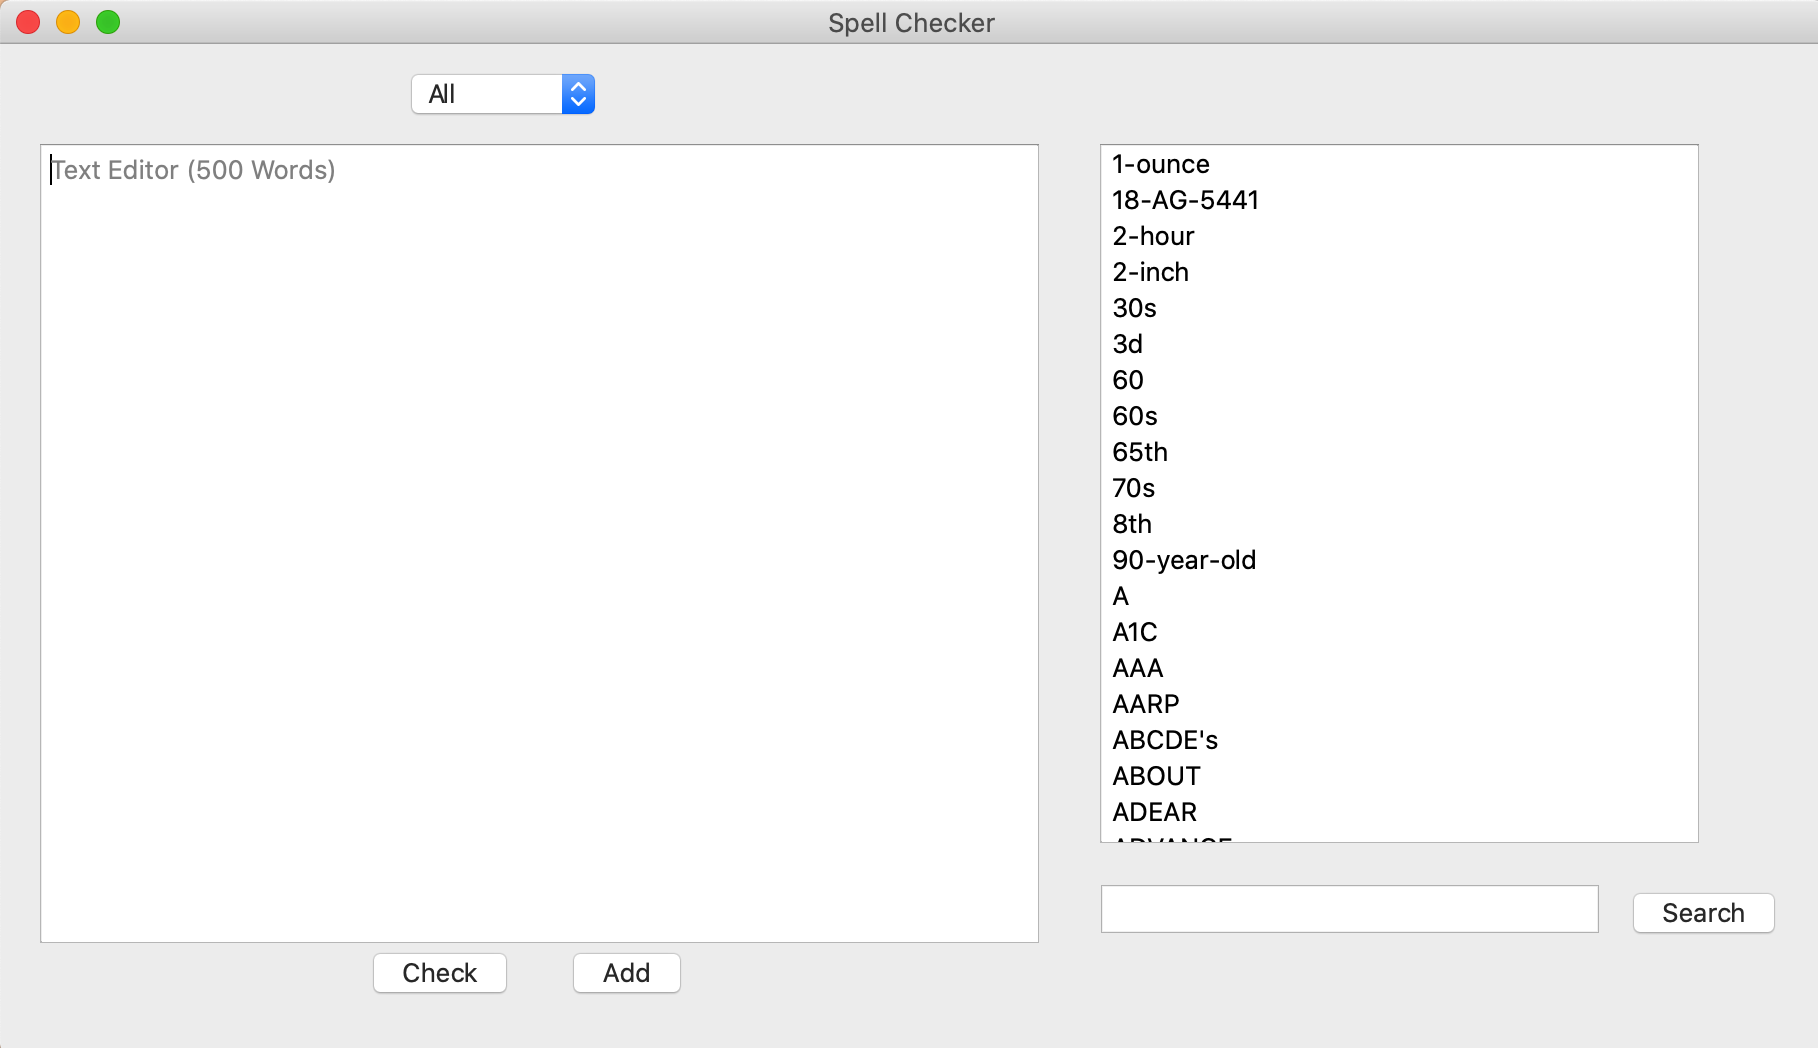 Spell Checker
All
Text Editor (500 Words)
1-ounce
18-AG-5441
2-hour
2-inch
30s
3d
60
60s
65th
70s
8th
90-year-old
A
A1C
AAA
AARP
ABCDE's
ABOUT
ADEAR
ADVANCE
Search
Check
Add